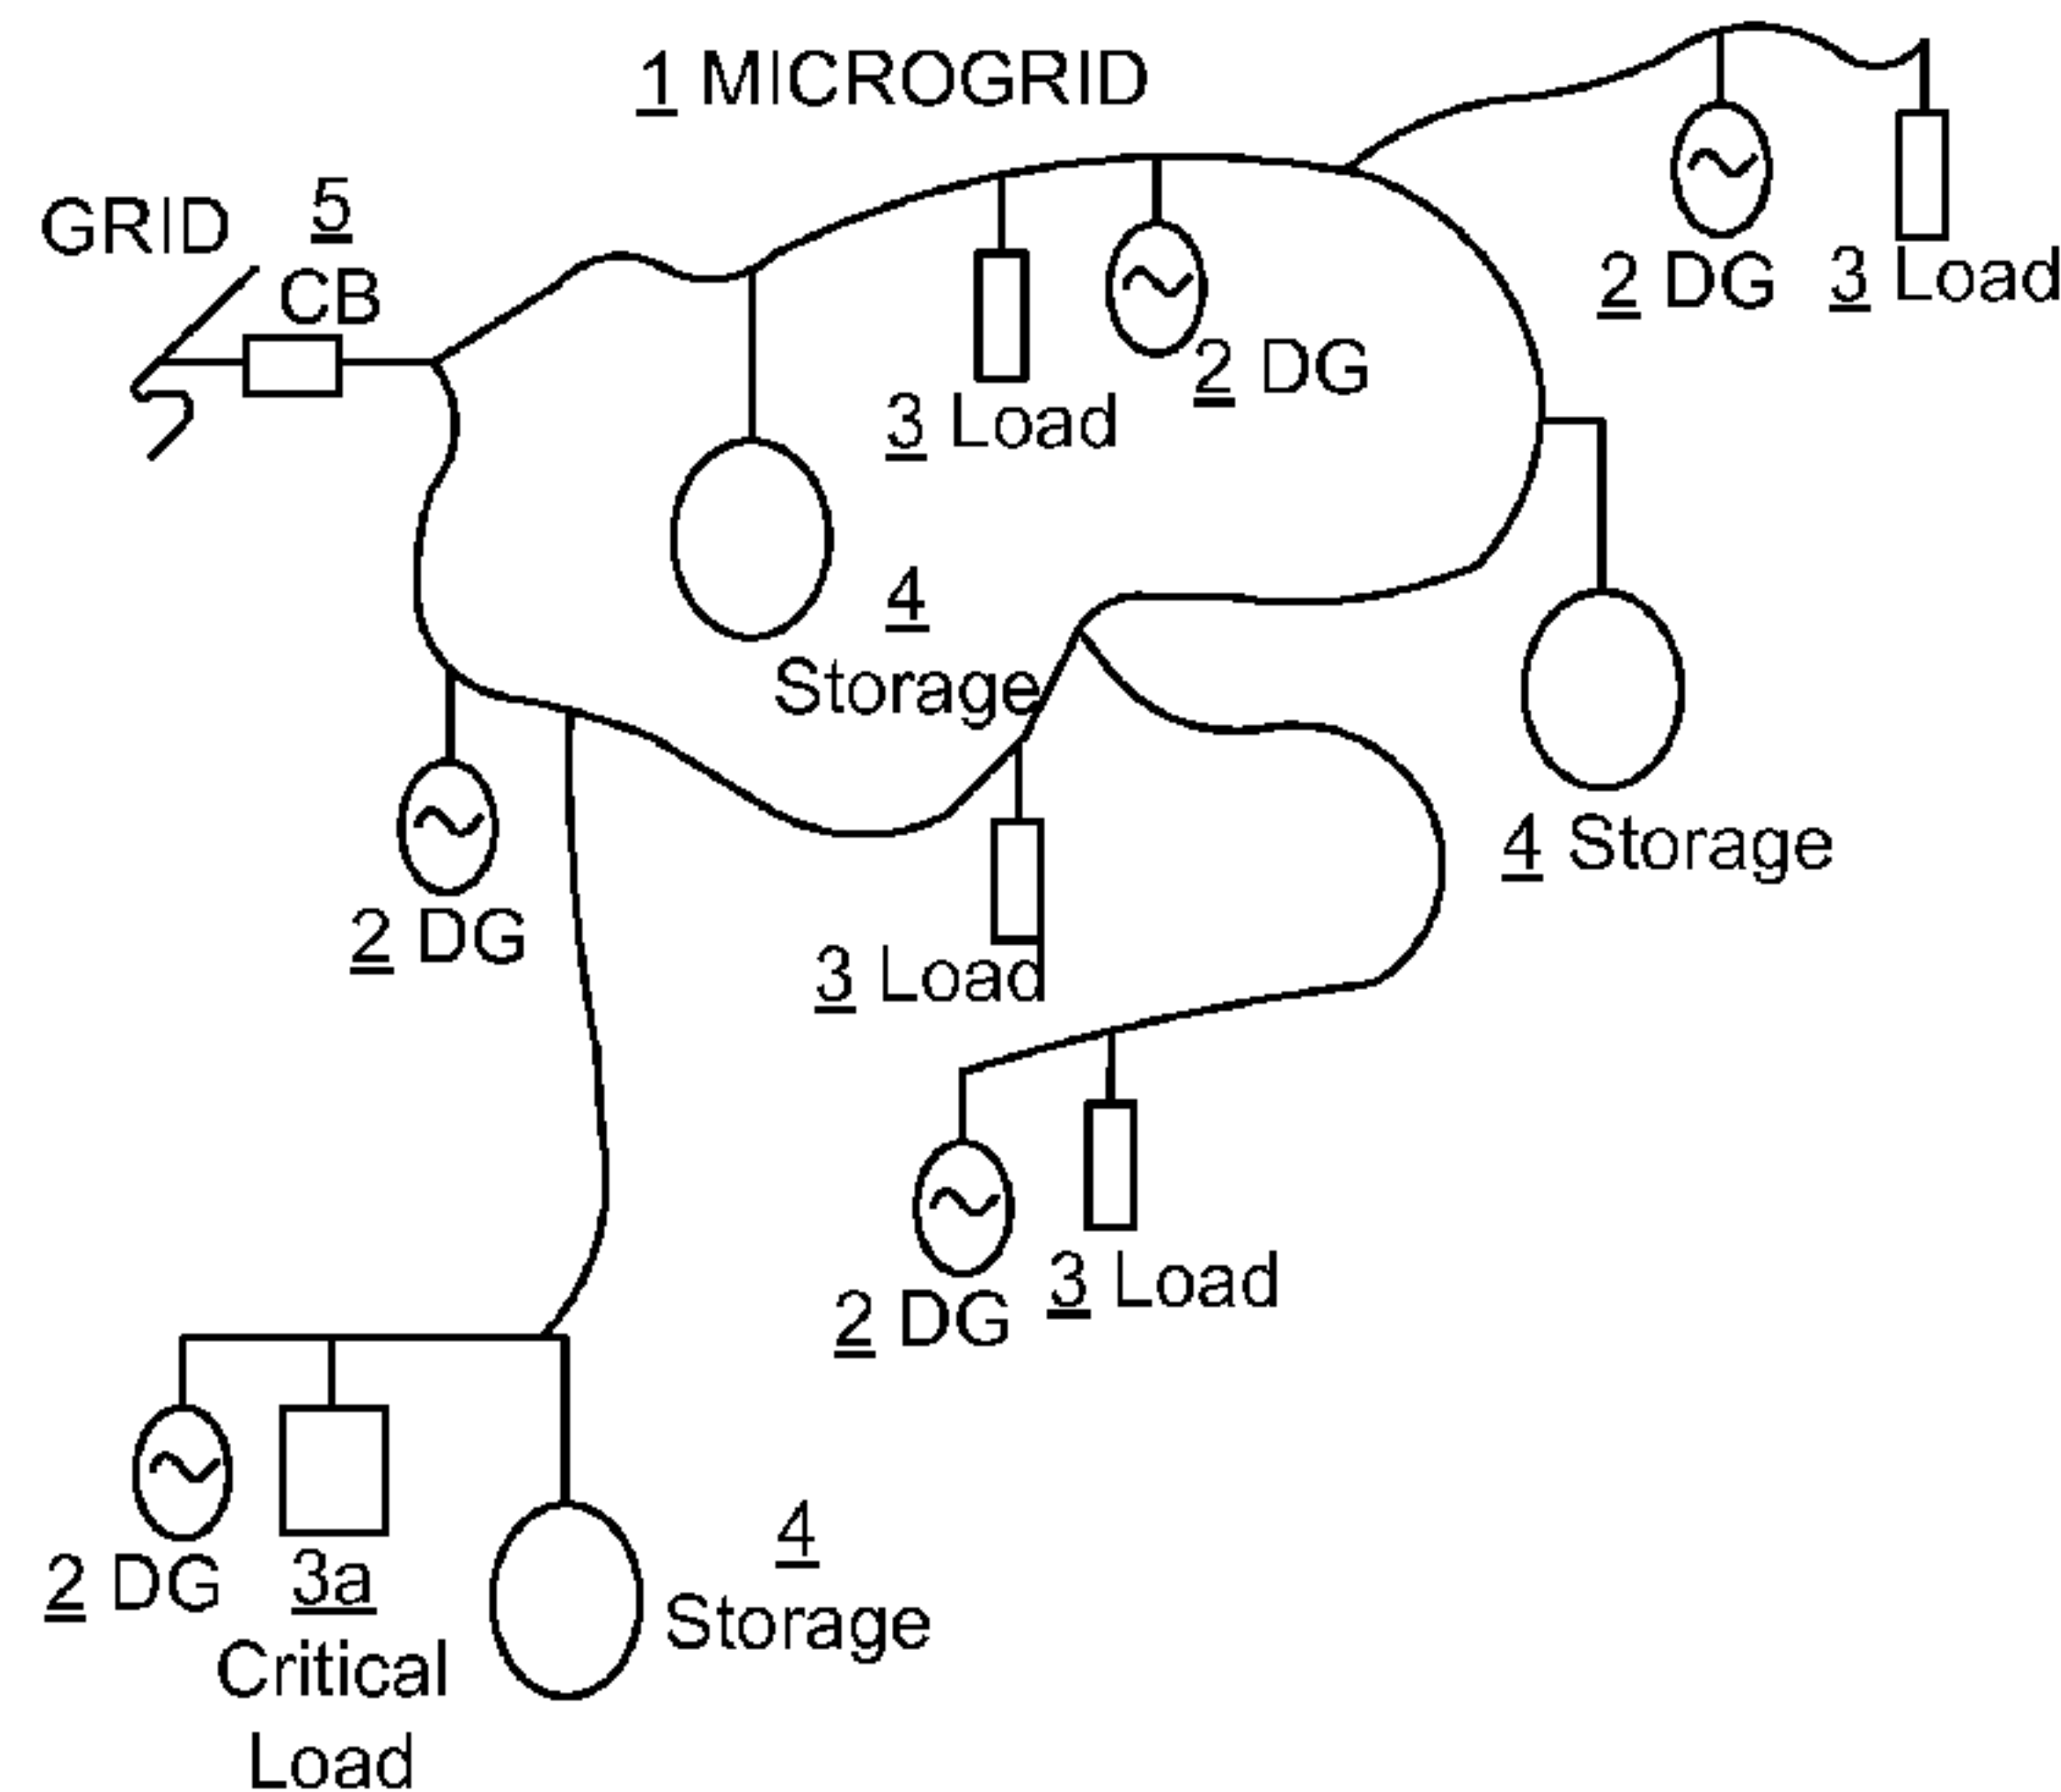 1 MICROGRID
GRID
5
CB
2 DG
3 Load
2 DG
3 Load
4
Storage
4 Storage
2 DG
3 Load
3 Load
2 DG
4
Storage
2 DG
3a
Critical
Load